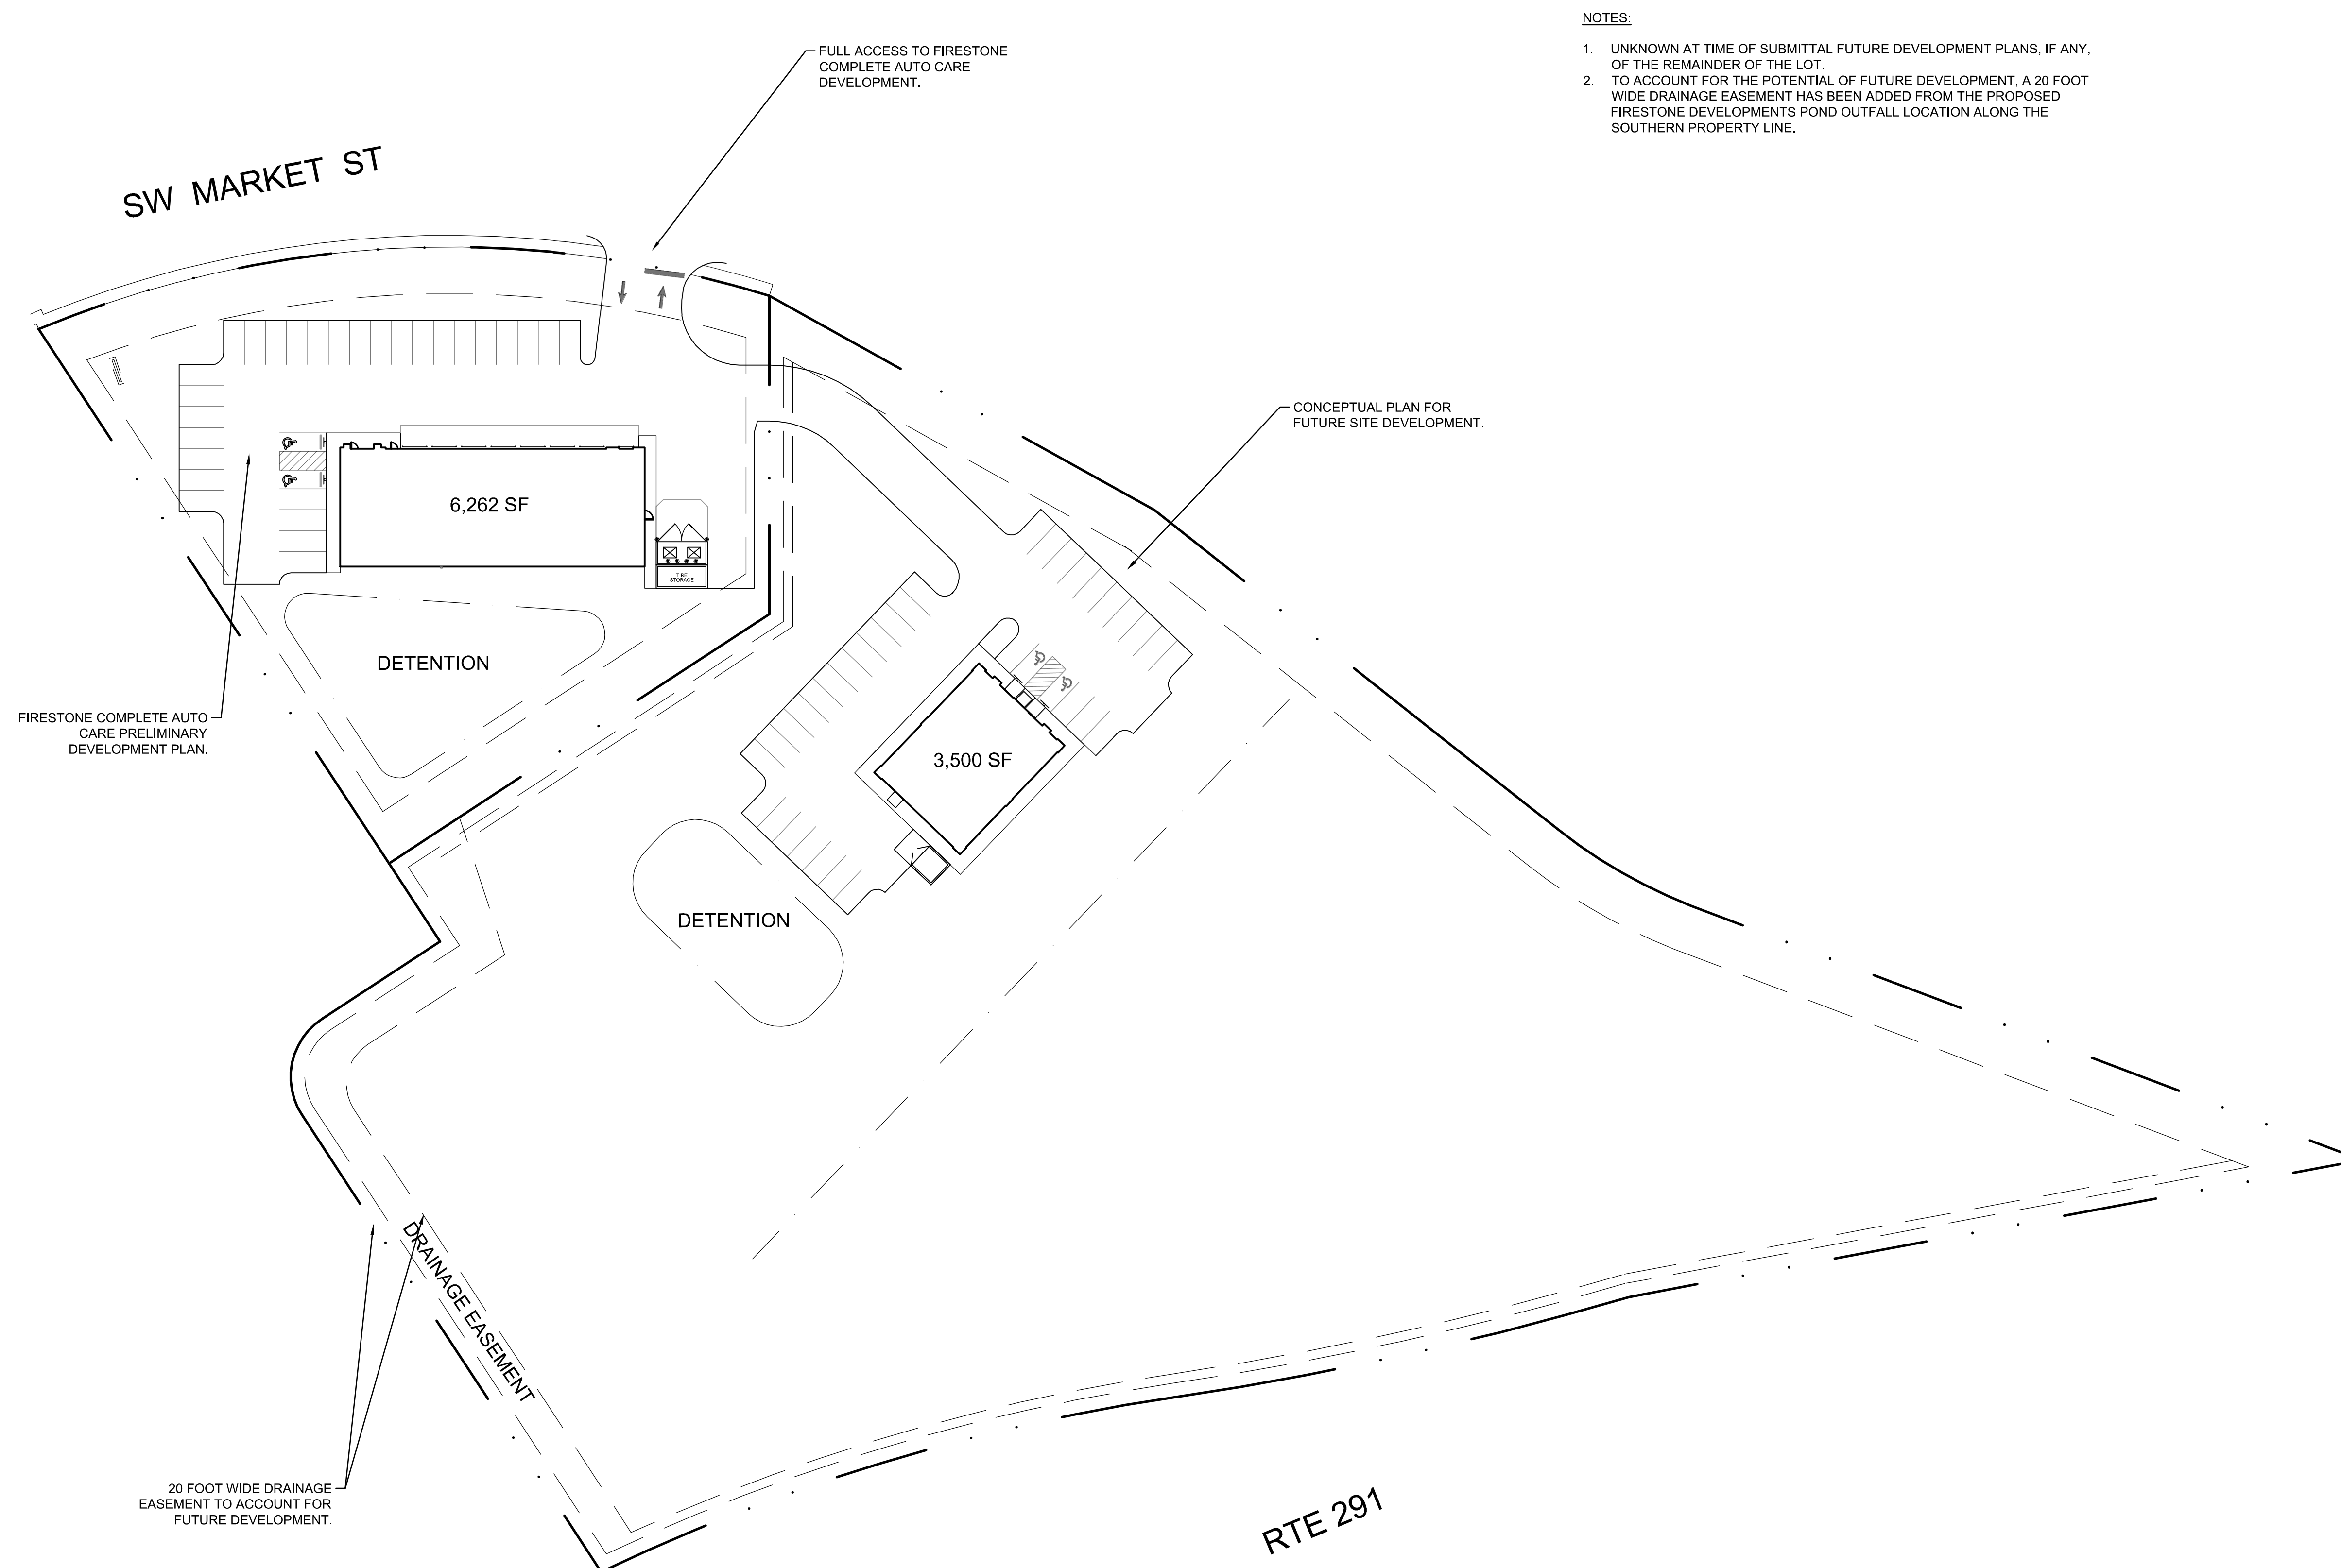 NOTES:
1. UNKNOWN AT TIME OF SUBMITTAL FUTURE DEVELOPMENT PLANS, IF ANY,
OF THE REMAINDER OF THE LOT.
2. TO ACCOUNT FOR THE POTENTIAL OF FUTURE DEVELOPMENT, A 20 FOOT
WIDE DRAINAGE EASEMENT HAS BEEN ADDED FROM THE PROPOSED
FIRESTONE DEVELOPMENTS POND OUTFALL LOCATION ALONG THE
SOUTHERN PROPERTY LINE.
FULL ACCESS TO FIRESTONE
COMPLETE AUTO CARE
DEVELOPMENT.
SW MARKET ST
CONCEPTUAL PLAN FOR
FUTURE SITE DEVELOPMENT.
6,262 SF
TIRE
STORAGE
DETENTION
FIRESTONE COMPLETE AUTO
CARE PRELIMINARY
DEVELOPMENT PLAN.
3,500 SF
DETENTION
DRAINAGE EASEMENT
20 FOOT WIDE DRAINAGE
EASEMENT TO ACCOUNT FOR
FUTURE DEVELOPMENT.
RTE 291